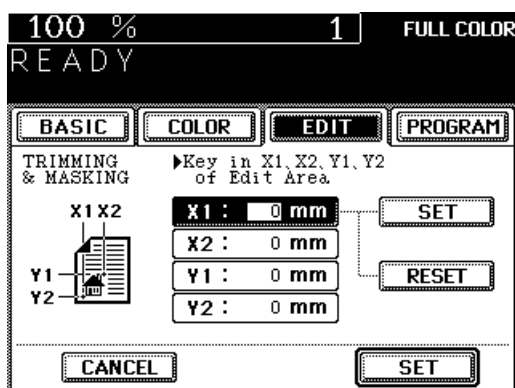 100 % 1 FULL COLOR
READY
BASIC COLOR EDIT PROGRAM
TRIMMING & MASKING
▶Key in X1、X2、Y1、Y2 of Edit Area
X1 X2
Y1
Y2
X1 : 0 mm SET
X2 : 0 mm
Y1 : 0 mm RESET
Y2 : 0 mm
CANCEL SET